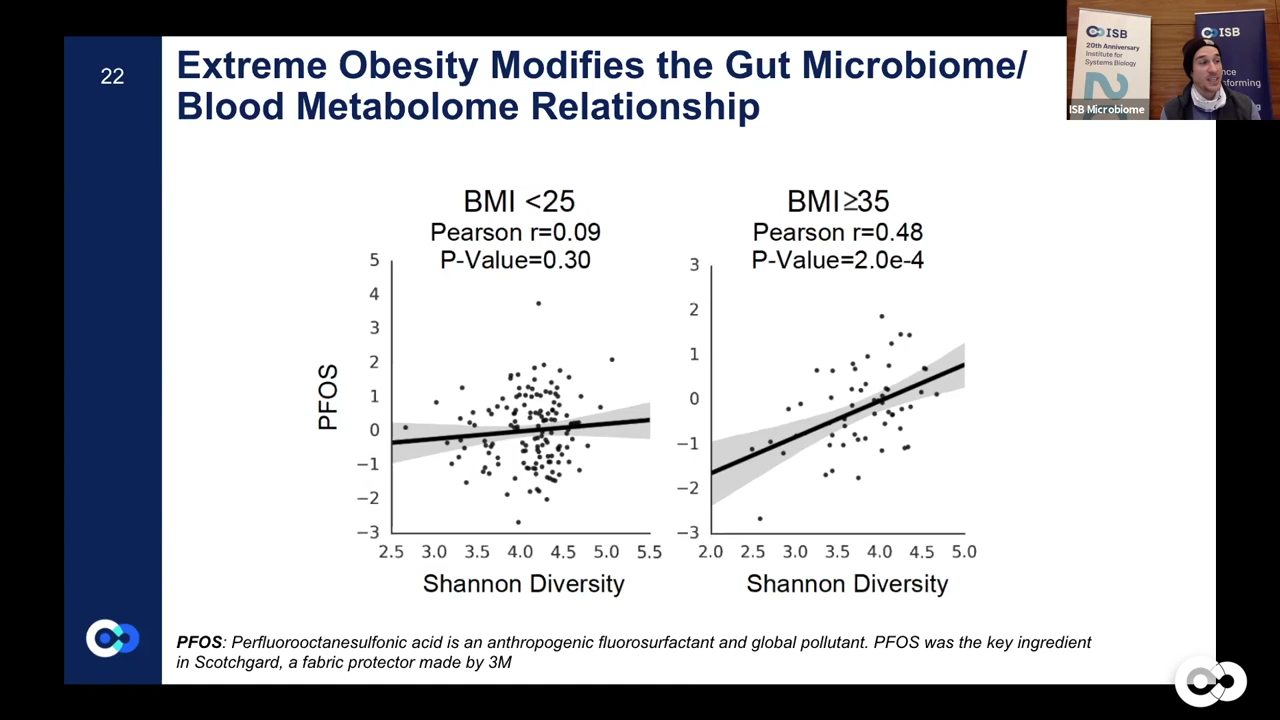 22
Extreme Obesity Modifies the Gut Microbiome/
Blood Metabolome Relationship
ISB
20th Anniversary
Institute for
Systems Biology
ISB
ISB Microbiome
BMI <25
Pearson r=0.09
P-Value=0.30
5
4
3
2
1
0
−1
−2
−3
PFOS
2.5 3.0 3.5 4.0 4.5 5.0 5.5
Shannon Diversity
BMI≥35
Pearson r=0.48
P-Value=2.0e-4
3
2
1
0
−1
−2
−3
2.0 2.5 3.0 3.5 4.0 4.5 5.0
Shannon Diversity
PFOS: Perfluorooctanesulfonic acid is an anthropogenic fluorosurfactant and global pollutant. PFOS was the key ingredient
in Scotchgard, a fabric protector made by 3M